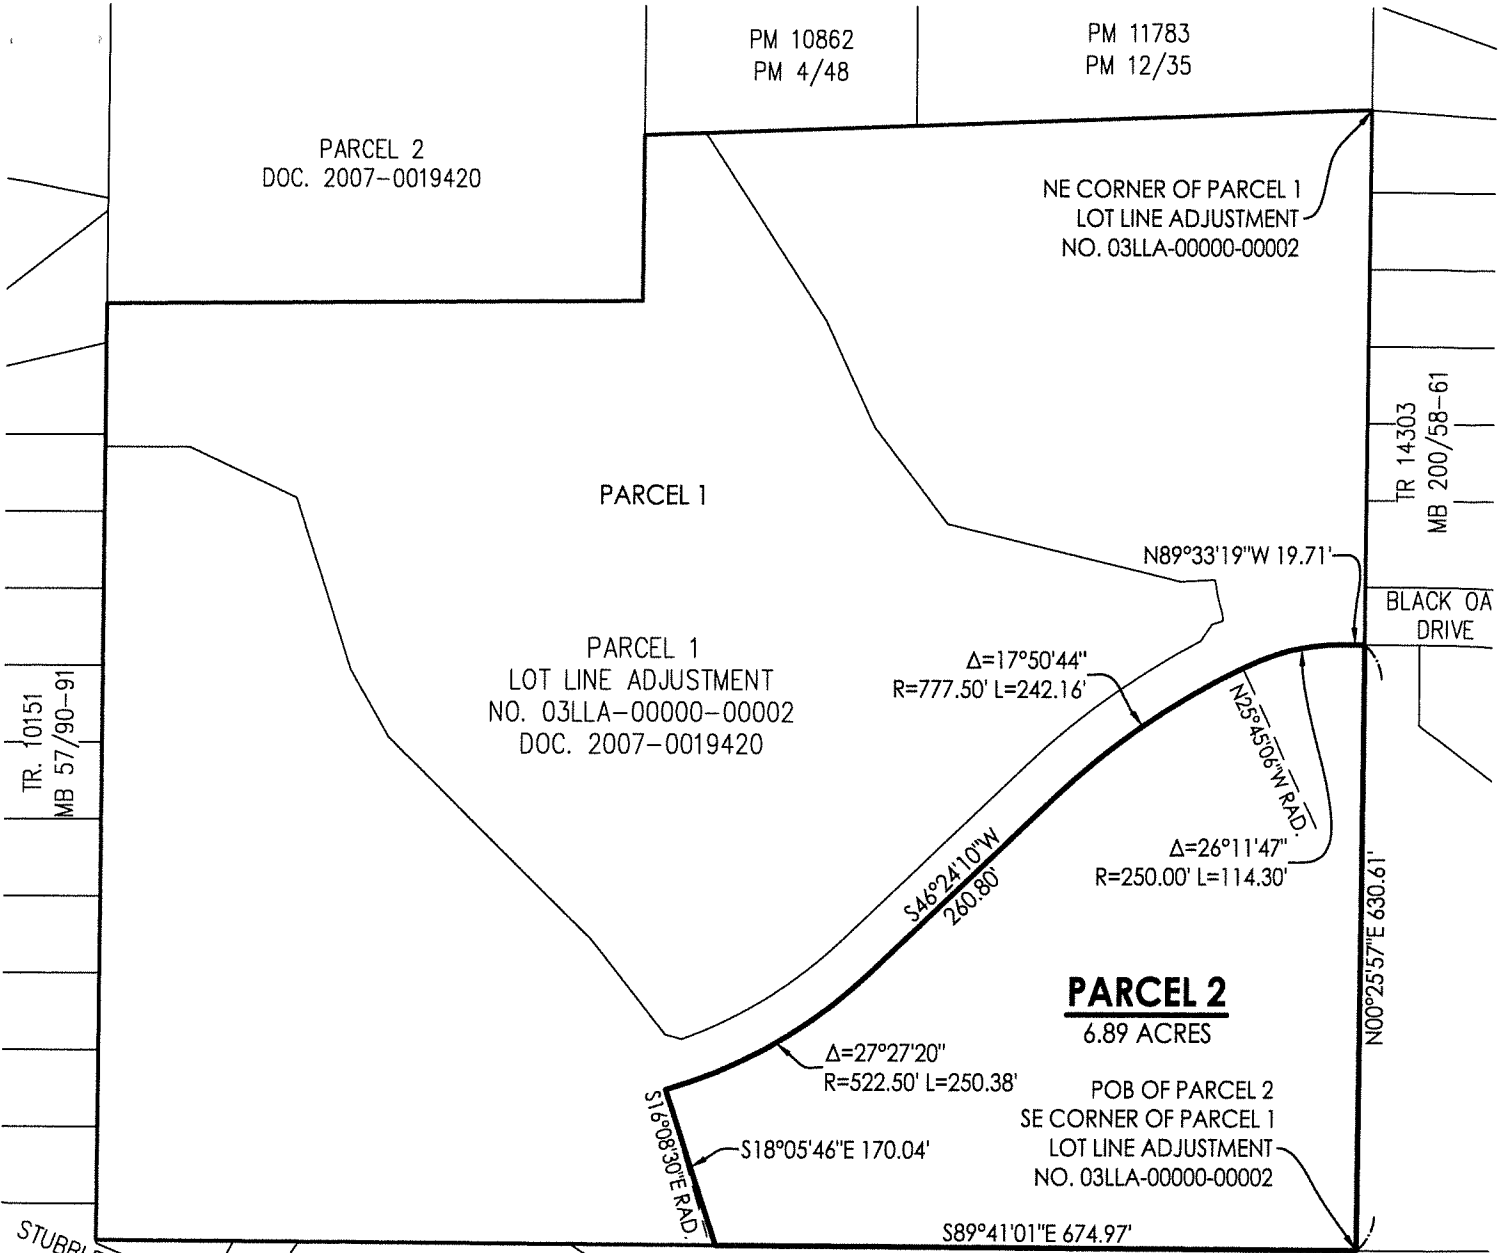 PM 10862
PM 4/48
PM 11783
PM 12/35
PARCEL 2
DOC. 2007-0019420
NE CORNER OF PARCEL 1
LOT LINE ADJUSTMENT
NO. 03LLA-00000-00002
TR 14303
MB 200/58-61
PARCEL 1
N89°33'19"W 19.71'
BLACK OA
DRIVE
PARCEL 1
LOT LINE ADJUSTMENT
NO. 03LLA-00000-00002
DOC. 2007-0019420
Δ=17°50'44"
R=777.50' L=242.16'
TR. 10151
MB 57/90-91
N25°45'06"W RAD.
Δ=26°11'47"
R=250.00' L=114.30'
S46°24'10"W
260.80'
N00°25'57"E 630.61'
PARCEL 2
6.89 ACRES
Δ=27°27'20"
R=522.50' L=250.38'
POB OF PARCEL 2
SE CORNER OF PARCEL 1
LOT LINE ADJUSTMENT
NO. 03LLA-00000-00002
S16°08'30"E RAD.
S18°05'46"E 170.04'
S89°41'01"E 674.97'